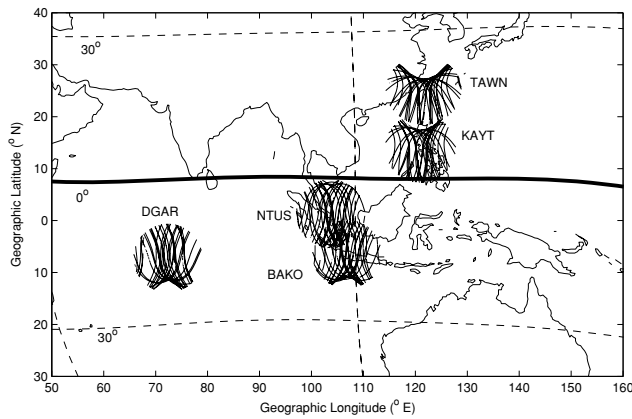 40
30
20
10
0
10
20
30
Geographic Latitude (° N)
30°
TAWN
KAYT
0°
DGAR
NTUS
BAKO
30°
50 60 70 80 90 100 110 120 130 140 150 160
Geographic Longitude (° E)